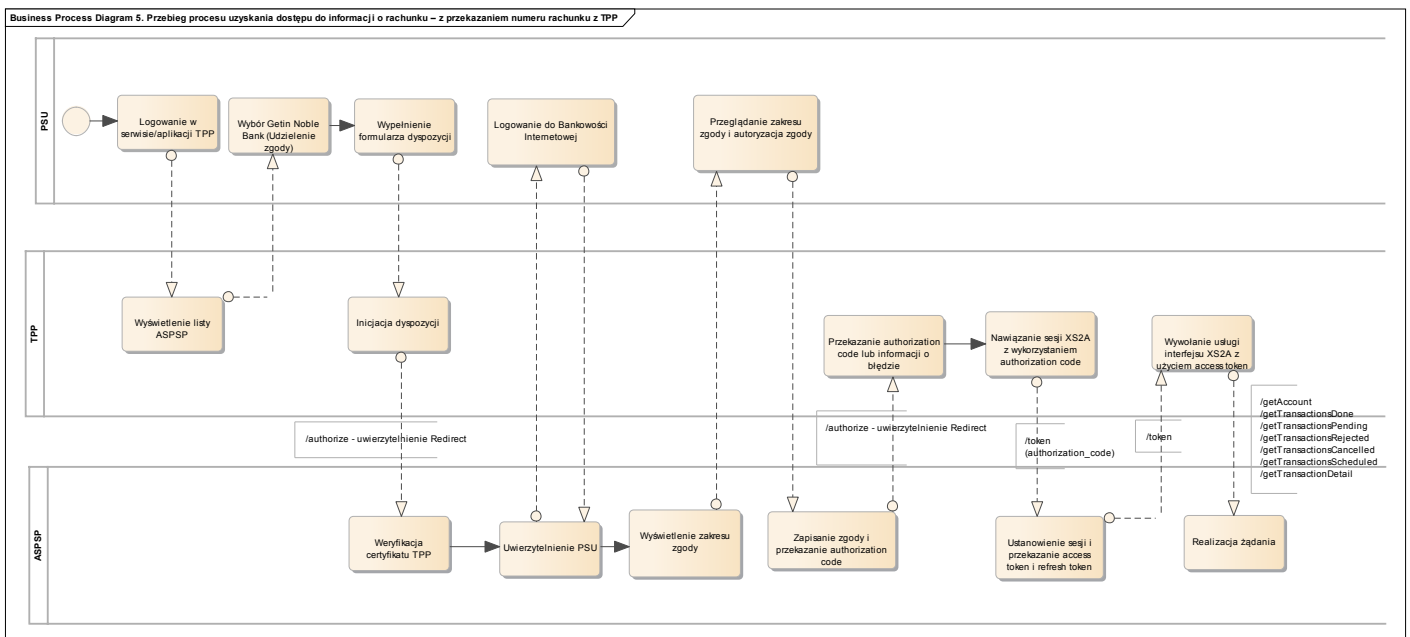 Business Process Diagram 5. Przebieg procesu uzyskania dostępu do informacji o rachunku – z przekazaniem numeru rachunku z TPP
PSU
Logowanie w
serwisie/aplikacji TPP
Wybór Getin Noble
Bank (Udzielenie
zgody)
Wypełnienie
formularza dyspozycji
Logowanie do Bankowości
Internetowej
Przeglądanie zakresu
zgody i autoryzacja zgody
TPP
Wyświetlenie listy
ASPSP
Inicjacja dyspozycji
Przekazanie authorization
code lub informacji o
błędzie
Nawiązanie sesji XS2A
z wykorzystaniem
authorization code
Wywołanie usługi
interfejsu XS2A z
użyciem access token
/authorize - uwierzytelnienie Redirect
/authorize - uwierzytelnienie Redirect
/token
(authorization_code)
/token
/getAccount
/getTransactionsDone
/getTransactionsPending
/getTransactionsRejected
/getTransactionsCancelled
/getTransactionsScheduled
/getTransactionDetail
ASPSP
Weryfikacja
certyfikatu TPP
Uwierzytelnienie PSU
Wyświetlenie zakresu
zgody
Zapisanie zgody i
przekazanie authorization
code
Ustanowienie sesji i
przekazanie access
token i refresh token
Realizacja żądania